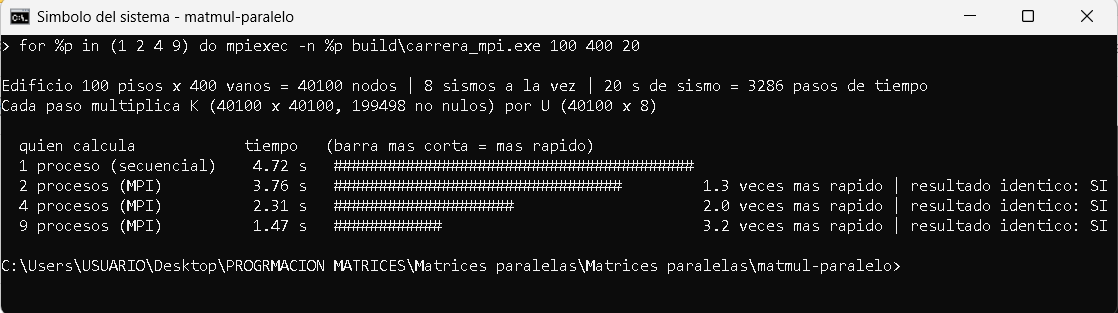 Simbolo del sistema - matmul-paralelo
> for %p in (1 2 4 9) do mpiexec -n %p build\carrera_mpi.exe 100 400 20
Edificio 100 pisos x 400 vanos = 40100 nodos | 8 sismos a la vez | 20 s de sismo = 3286 pasos de tiempo
Cada paso multiplica K (40100 x 40100, 199498 no nulos) por U (40100 x 8)
quien calcula tiempo (barra mas corta = mas rapido)
1 proceso (secuencial) 4.72 s ########################################
2 procesos (MPI) 3.76 s ################################ 1.3 veces mas rapido | resultado identico: SI
4 procesos (MPI) 2.31 s #################### 2.0 veces mas rapido | resultado identico: SI
9 procesos (MPI) 1.47 s ############ 3.2 veces mas rapido | resultado identico: SI
C:\Users\USUARIO\Desktop\PROGRMACION MATRICES\Matrices paralelas\Matrices paralelas\matmul-paralelo>